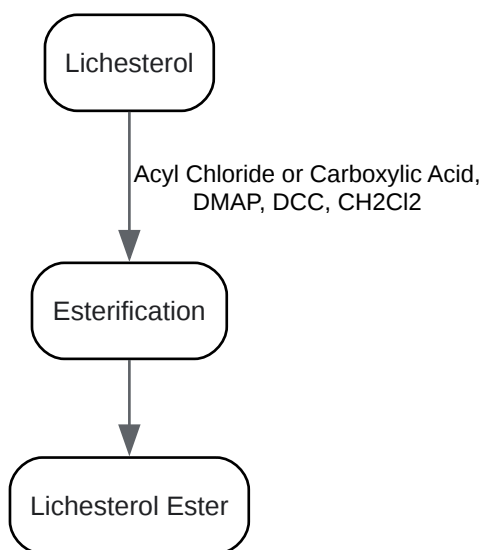 Lichesterol
Acyl Chloride or Carboxylic Acid,
DMAP, DCC, CH2Cl2
Esterification
Lichesterol Ester